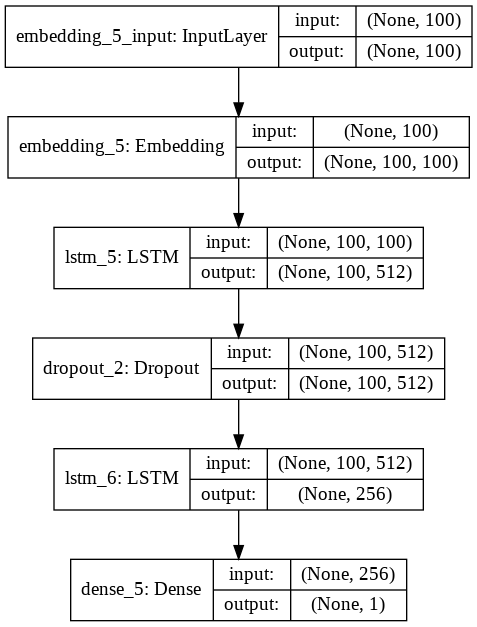 embedding_5_input: InputLayer
input: (None, 100)
output: (None, 100)
embedding_5: Embedding
input: (None, 100)
output: (None, 100, 100)
lstm_5: LSTM
input: (None, 100, 100)
output: (None, 100, 512)
dropout_2: Dropout
input: (None, 100, 512)
output: (None, 100, 512)
lstm_6: LSTM
input: (None, 100, 512)
output: (None, 256)
dense_5: Dense
input: (None, 256)
output: (None, 1)